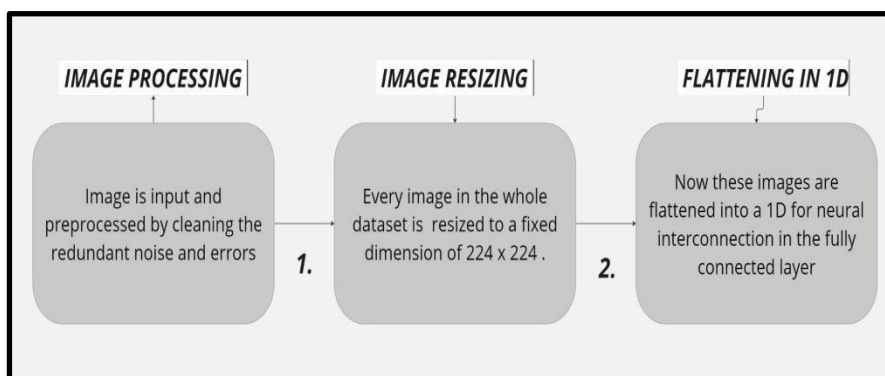 IMAGE PROCESSING
IMAGE RESIZING
FLATTENING IN 1D
Image is input and
preprocessed by cleaning the
redundant noise and errors
1.
Every image in the whole
dataset is resized to a fixed
dimension of 224 x 224 .
2.
Now these images are
flattened into a 1D for neural
interconnection in the fully
connected layer